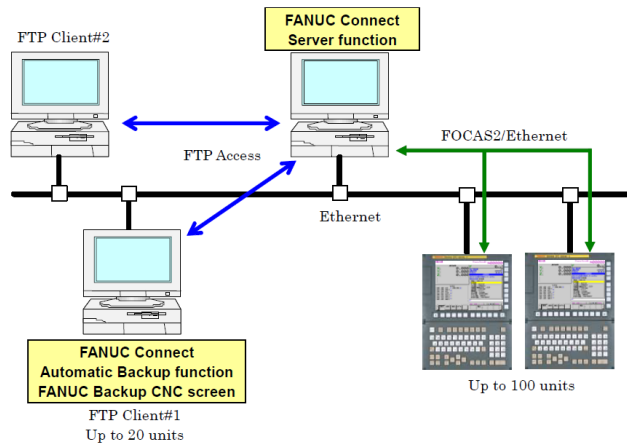 FANUC Connect
Server function
FTP Client#2
FOCAS2/Ethernet
FTP Access
Ethernet
FANUC Connect
Automatic Backup function
FANUC Backup CNC screen
FTP Client#1
Up to 20 units
Up to 100 units